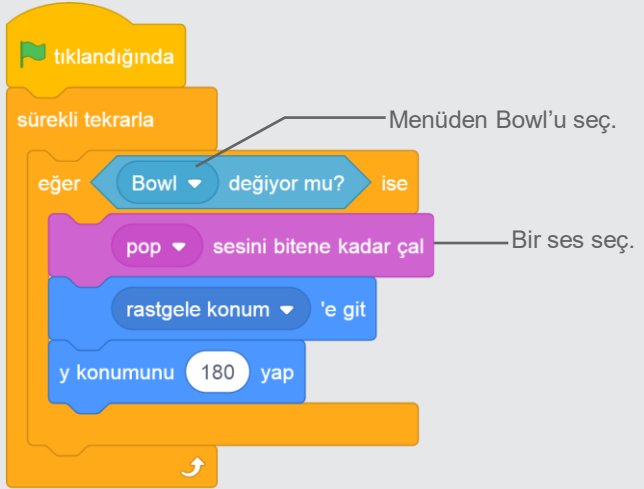 tıklandığında
sürekli tekrarla
Menüden Bowl’u seç.
eğer Bowl değiyor mu? ise
pop sesini bitene kadar çal
Bir ses seç.
rastgele konum 'e git
y konumunu 180 yap